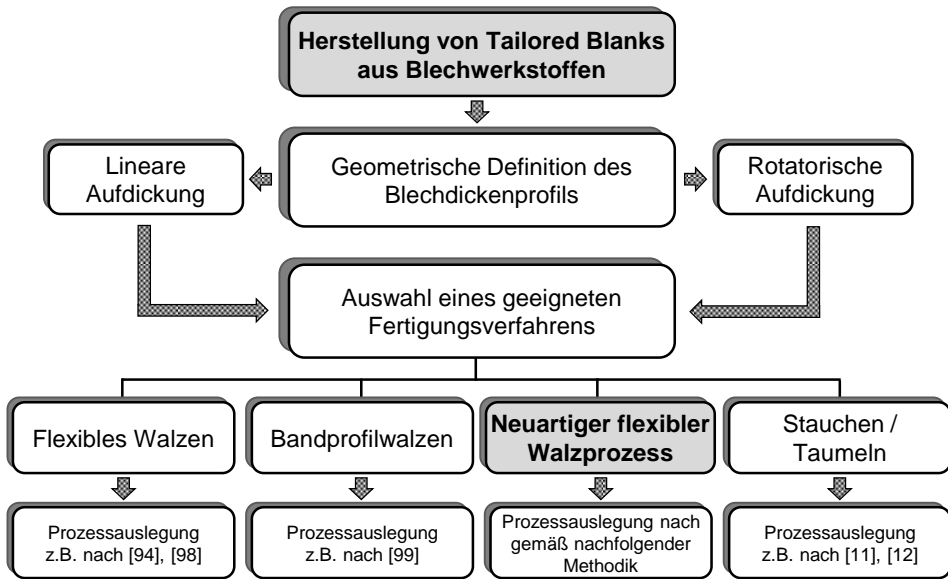 Herstellung von Tailored Blanks
aus Blechwerkstoffen
Lineare
Aufdickung
Geometrische Definition des
Blechdickenprofils
Rotatorische
Aufdickung
Auswahl eines geeigneten
Fertigungsverfahrens
Flexibles Walzen
Bandprofilwalzen
Neuartiger flexibler
Walzprozess
Stauchen /
Taumeln
Prozessauslegung
z.B. nach [94], [98]
Prozessauslegung
z.B. nach [99]
Prozessauslegung nach
gemäß nachfolgender
Methodik
Prozessauslegung
z.B. nach [11], [12]